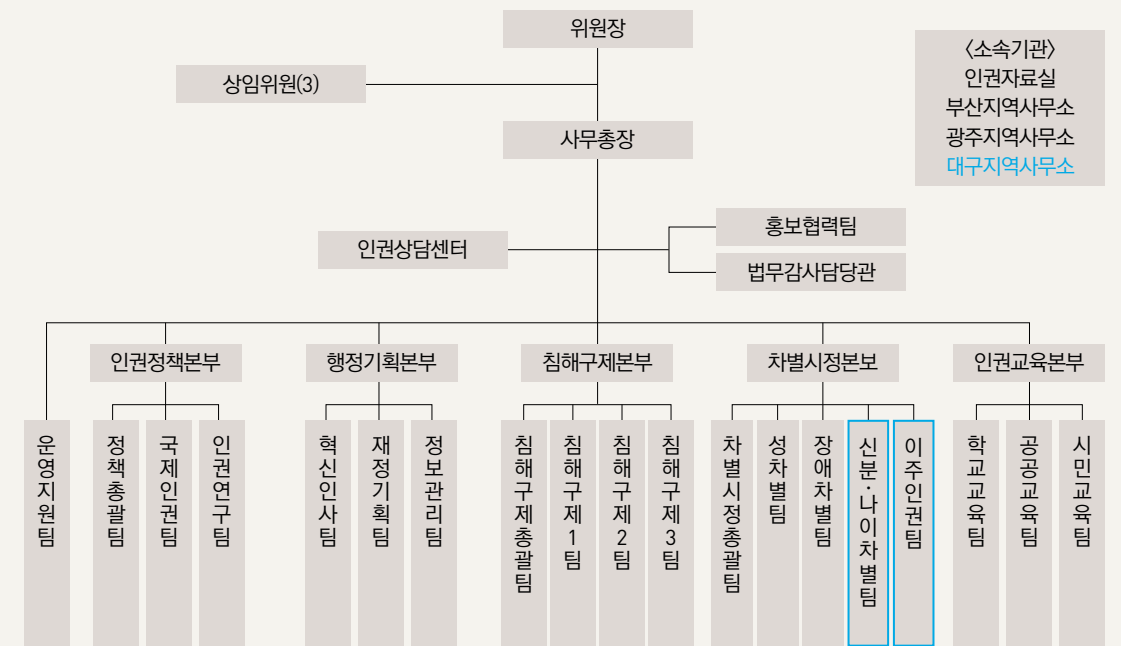 위원장
상임위원(3)
사무총장
〈소속기관〉
인권자료실
부산지역사무소
광주지역사무소
대구지역사무소
인권상담센터
홍보협력팀
법무감사담당관
인권정책본부
행정기획본부
침해구제본부
차별시정본보
인권교육본부
운영지원팀
정책총괄팀
국제인권팀
인권연구팀
혁신인사팀
재정기획팀
정보관리팀
침해구제총괄팀
침해구제1팀
침해구제2팀
침해구제3팀
차별시정총괄팀
성차별팀
장애차별팀
신분·나이차별팀
이주인권팀
학교교육팀
공공교육팀
시민교육팀